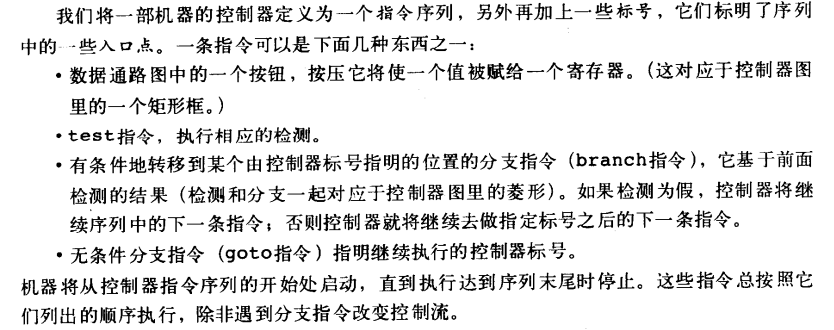 我们将一部机器的控制器定义为一个指令序列，另外再加上一些标号，它们标明了序列
中的一些入口点。一条指令可以是下面几种东西之一：
• 数据通路图中的一个按钮，按压它将使一个值被赋给一个寄存器。（这对应于控制器图
里的一个矩形框。）
• test指令，执行相应的检测。
• 有条件地转移到某个由控制器标号指明的位置的分支指令（branch指令），它基于前面
检测的结果（检测和分支一起对应于控制器图里的菱形）。如果检测为假，控制器将继
续序列中的下一条指令；否则控制器就将继续去做指定标号之后的下一条指令。
• 无条件分支指令（goto指令）指明继续执行的控制器标号。
机器将从控制器指令序列的开始处启动，直到执行达到序列末尾时停止。这些指令总按照它
们列出的顺序执行，除非遇到分支指令改变控制流。